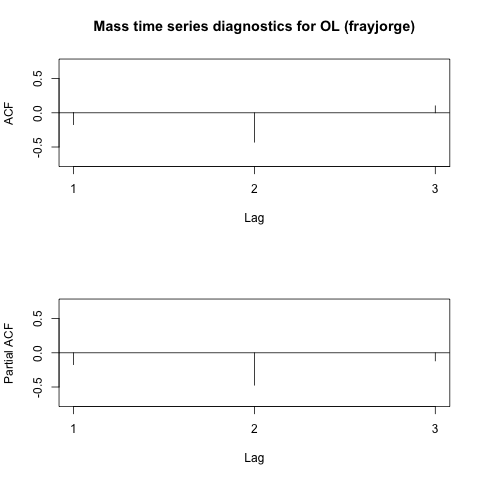 Mass time series diagnostics for OL (frayjorge)
ACF
0.5
0.0
-0.5
1 2 3
Lag
Partial ACF
0.5
0.0
-0.5
1 2 3
Lag